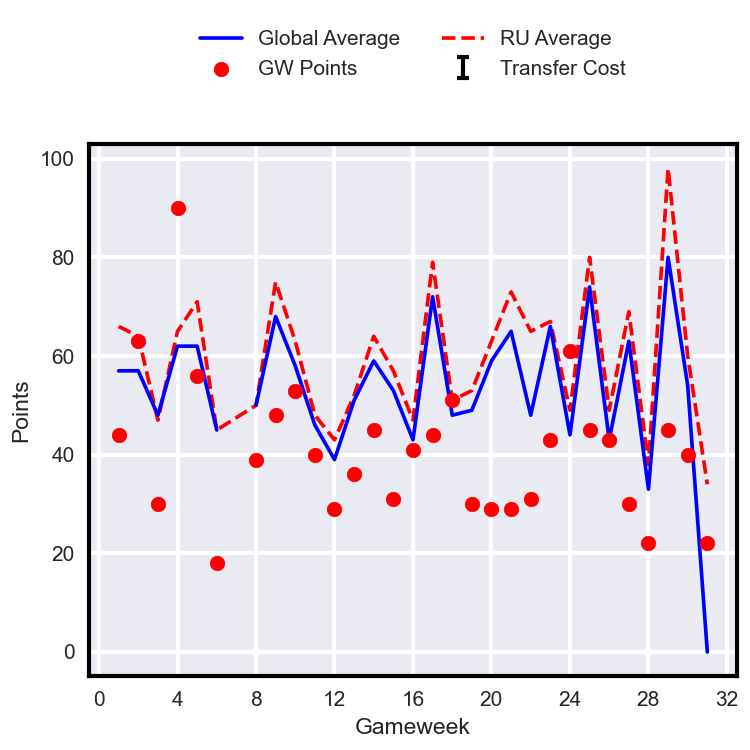 Global Average
RU Average
GW Points
Transfer Cost
100
80
60
40
20
0
Points
0 4 8 12 16 20 24 28 32
Gameweek